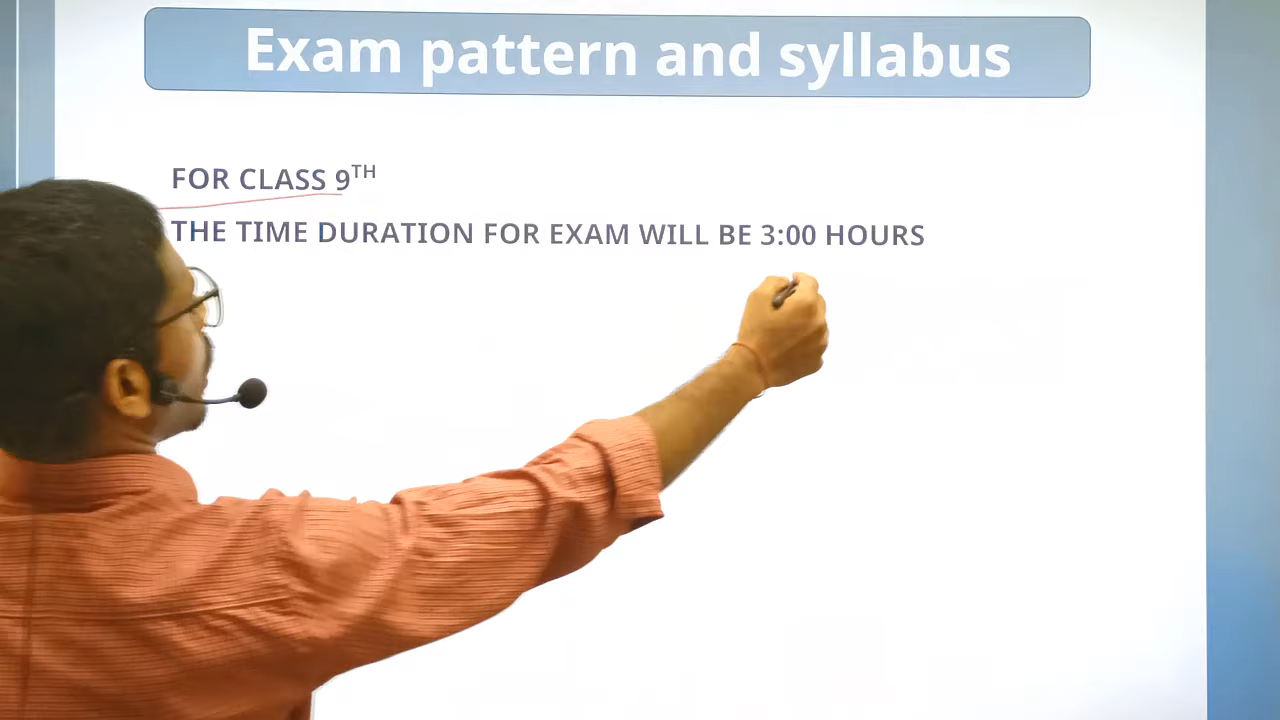 Exam pattern and syllabus
FOR CLASS 9TH
THE TIME DURATION FOR EXAM WILL BE 3:00 HOURS